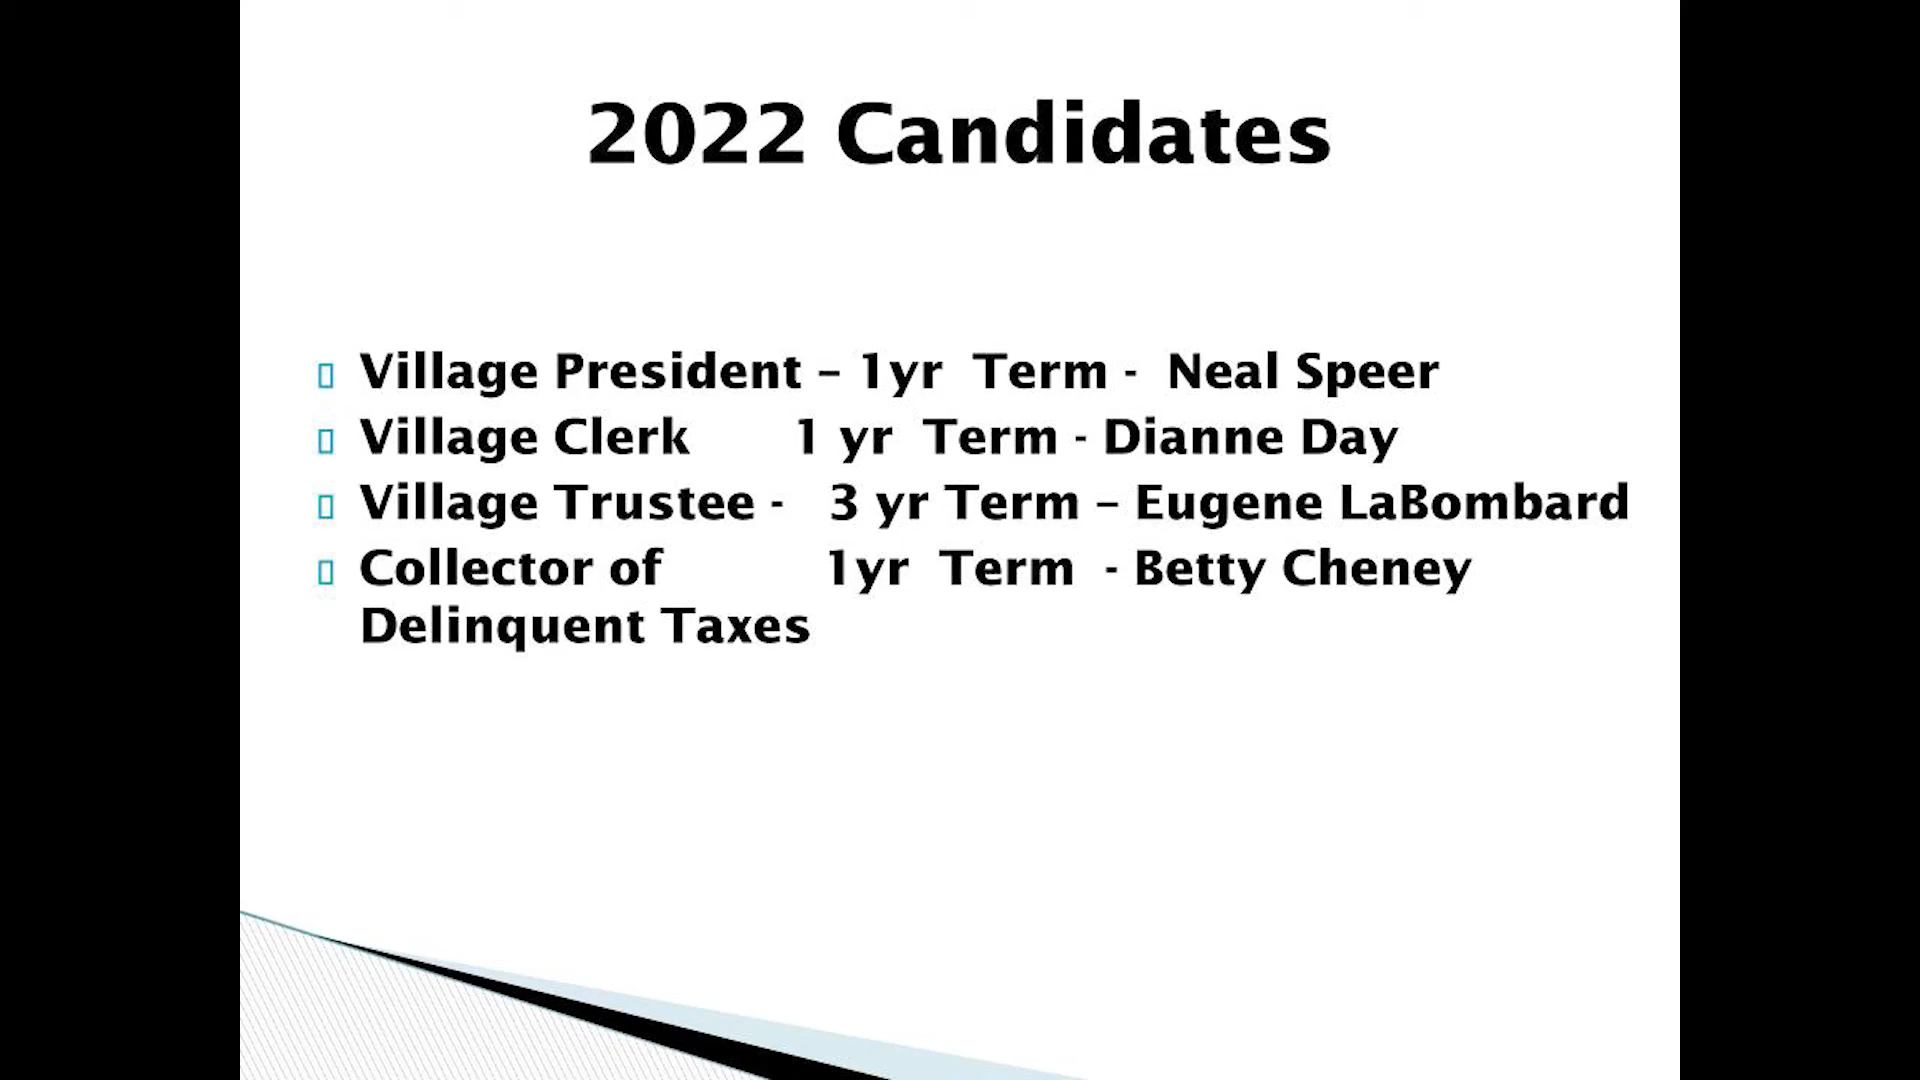 2022 Candidates
Village President – 1yr Term - Neal Speer
Village Clerk 1 yr Term - Dianne Day
Village Trustee - 3 yr Term – Eugene LaBombard
Collector of 1yr Term - Betty Cheney
Delinquent Taxes